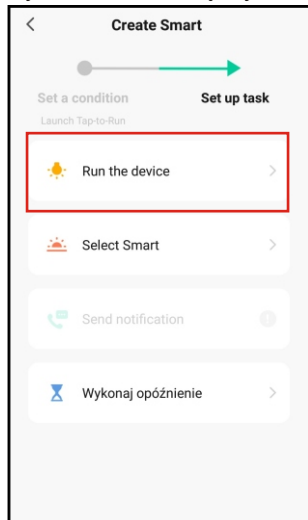 Create Smart
Set a condition
Set up task
Launch Tap-to-Run
Run the device
Select Smart
Send notification
Wykonaj opóźnienie